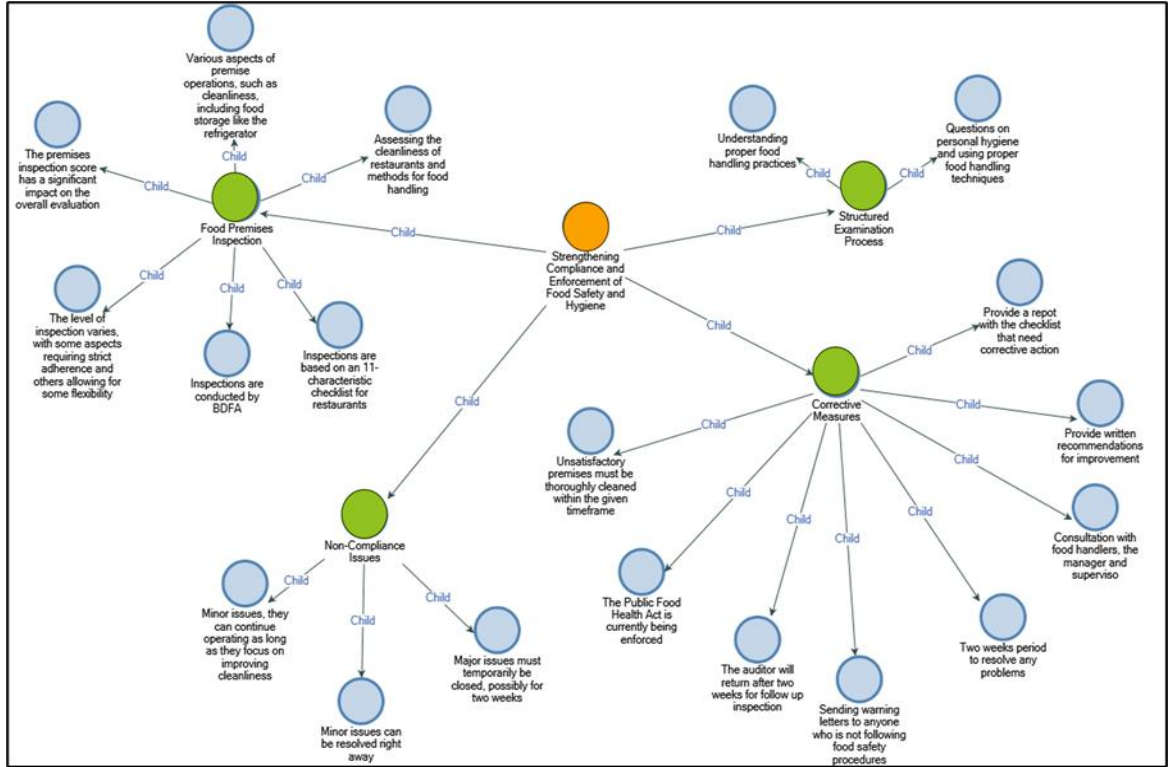 Various aspects of
premise
operations, such as
cleanliness,
including food
storage like the
refrigerator
Child
The premises
inspection score
has a significant
impact on the
overall evaluation
Child
Assessing the
cleanliness of
restaurants and
methods for food
handling
Child
Food Premises
Inspection
Child
The level of
inspection varies,
with some aspects
requiring strict
adherence and
others allowing for
some flexibility
Child
Inspections are
conducted by
BDFA
Child
Inspections are
based on an 11-
characteristic
checklist for
restaurants
Child
Strengthening
Compliance and
Enforcement of
Food Safety and
Hygiene
Child
Understanding
proper food
handling practices
Child
Questions on
personal hygiene
and using proper
food handling
techniques
Child
Structured
Examination
Process
Child
Child
Provide a repot
with the checklist
that need
corrective action
Child
Corrective
Measures
Child
Provide written
recommendations
for improvement
Child
Consultation with
food handlers, the
manager and
superviso
Child
Two weeks period
to resolve any
problems
Child
Sending warning
letters to anyone
who is not following
food safety
procedures
Child
The auditor will
return after two
weeks for follow up
inspection
Child
The Public Food
Health Act is
currently being
enforced
Child
Unsatisfactory
premises must be
thoroughly cleaned
within the given
timeframe
Child
Non-Compliance
Issues
Child
Minor issues, they
can continue
operating as long
as they focus on
improving
cleanliness
Child
Minor issues can
be resolved right
away
Child
Major issues must
temporarily be
closed, possibly for
two weeks